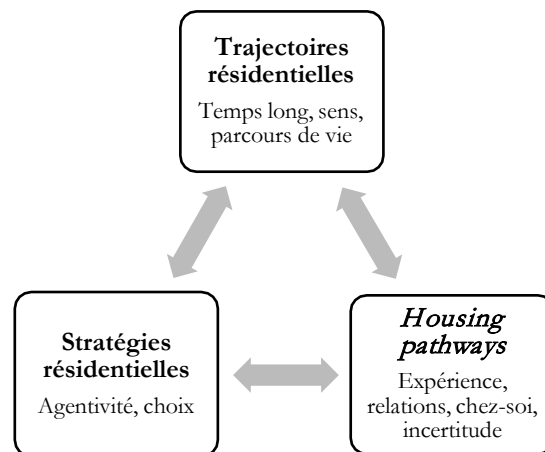 Trajectoires
résidentielles
Temps long, sens,
parcours de vie
Stratégies
résidentielles
Agentivité, choix
Housing
pathways
Expérience,
relations, chez-soi,
incertitude